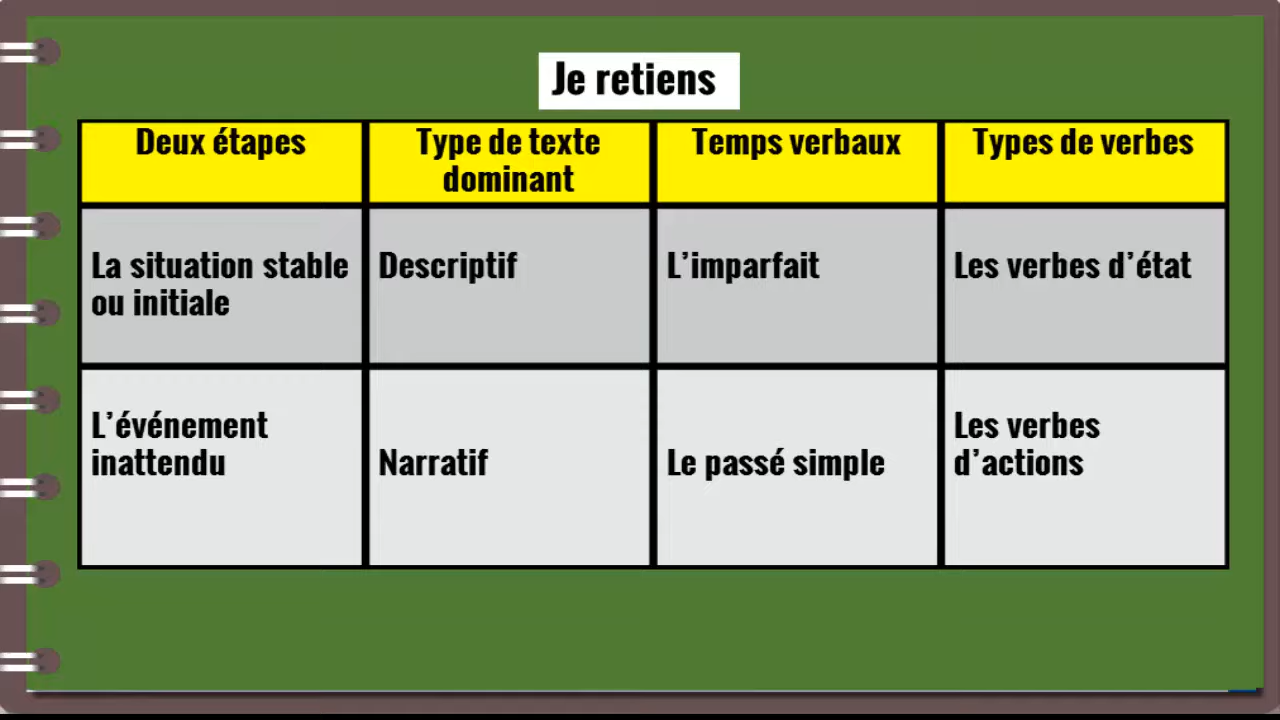 Je retiens
Deux étapes
Type de texte
dominant
Temps verbaux
Types de verbes
La situation stable
ou initiale
Descriptif
L’imparfait
Les verbes d’état
L’événement
inattendu
Narratif
Le passé simple
Les verbes
d’actions